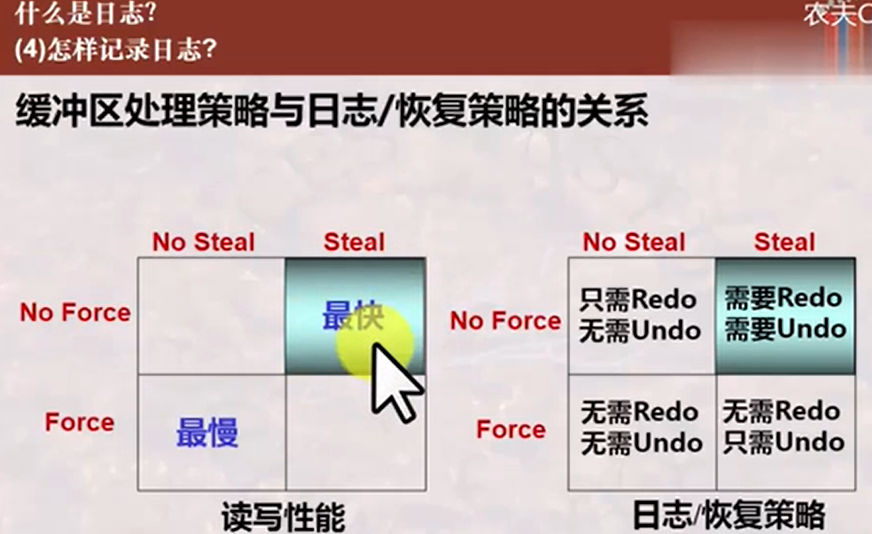 什么是日志?
农夫
(4)怎样记录日志?
缓冲区处理策略与日志/恢复策略的关系
No Steal Steal
No Steal Steal
No Force
最快
No Force
只需Redo
无需Undo
需要Redo
需要Undo
Force
最慢
Force
无需Redo
无需Undo
无需Redo
只需Undo
读写性能
日志/恢复策略